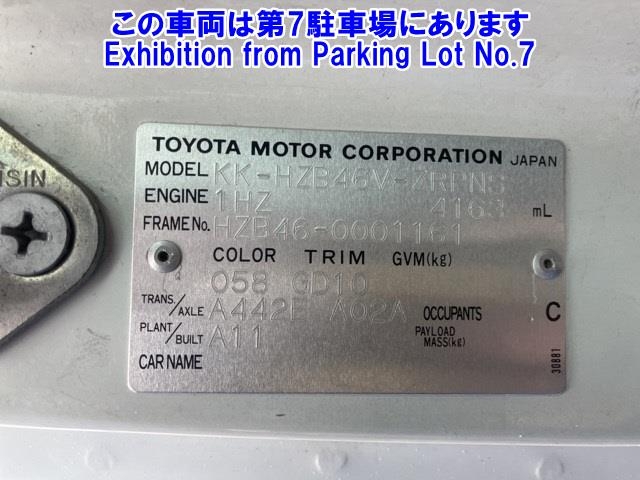 この車両は第7駐車場にあります
Exhibition from Parking Lot No.7
ISIN
TOYOTA MOTOR CORPORATION JAPAN
MODEL KK-HZB46V-ZRPNS
ENGINE 1HZ 4163 mL
FRAME No. HZB46-0001161
COLOR TRIM GVM(kg)
058 GD10
TRANS./AXLE A442E A02A OCCUPANTS C
PLANT/BUILT A11 PAYLOAD MASS(kg)
CAR NAME
30881